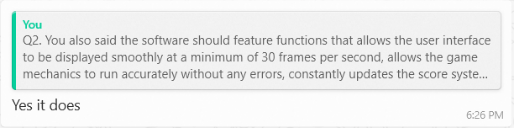 You
Q2. You also said the software should feature functions that allows the user interface
to be displayed smoothly at a minimum of 30 frames per second, allows the game
mechanics to run accurately without any errors, constantly updates the score syste...
Yes it does
6:26 PM